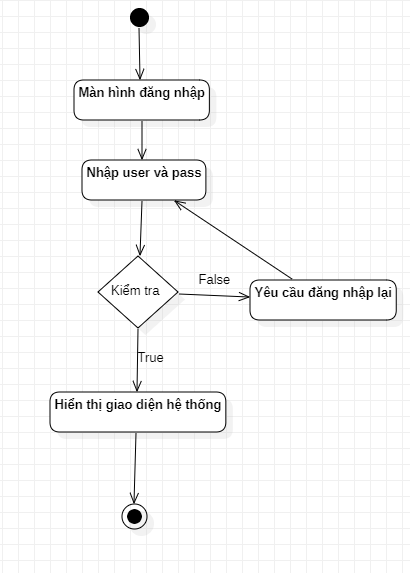 Màn hình đăng nhập
Nhập user và pass
Kiểm tra
False
Yêu cầu đăng nhập lại
True
Hiển thị giao diện hệ thống